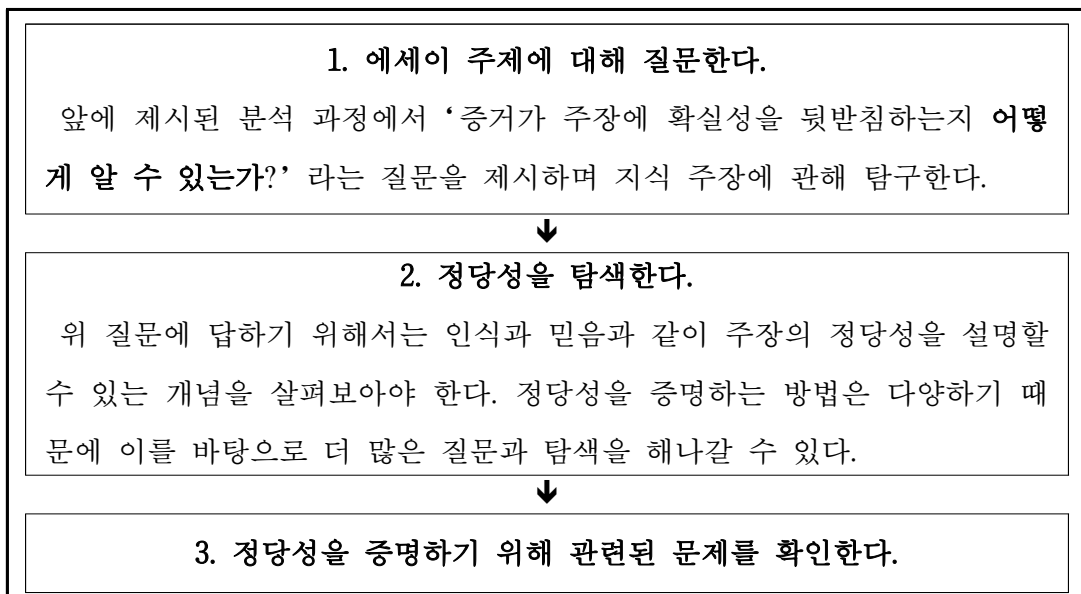 1. 에세이 주제에 대해 질문한다.
앞에 제시된 분석 과정에서 ‘증거가 주장에 확실성을 뒷받침하는지 어떻
게 알 수 있는가?’ 라는 질문을 제시하며 지식 주장에 관해 탐구한다.
2. 정당성을 탐색한다.
위 질문에 답하기 위해서는 인식과 믿음과 같이 주장의 정당성을 설명할
수 있는 개념을 살펴보아야 한다. 정당성을 증명하는 방법은 다양하기 때
문에 이를 바탕으로 더 많은 질문과 탐색을 해나갈 수 있다.
3. 정당성을 증명하기 위해 관련된 문제를 확인한다.